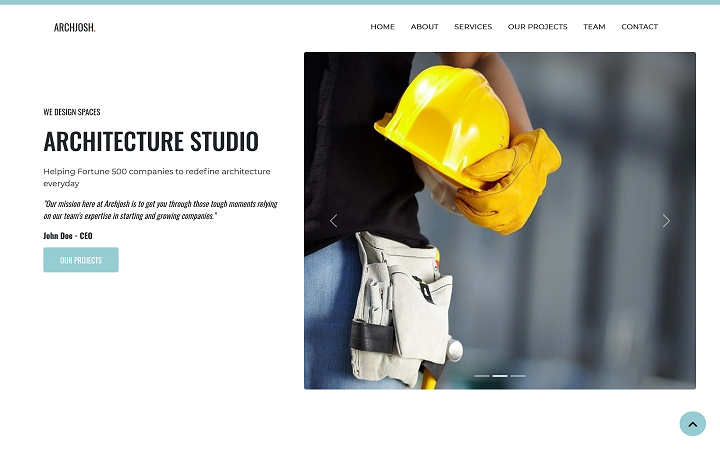 ARCHJOSH.
HOME ABOUT SERVICES OUR PROJECTS TEAM CONTACT
WE DESIGN SPACES
ARCHITECTURE STUDIO
Helping Fortune 500 companies to redefine architecture
everyday
"Our mission here at Archjosh is to get you through those tough moments relying
on our team's expertise in starting and growing companies."
John Doe - CEO
OUR PROJECTS